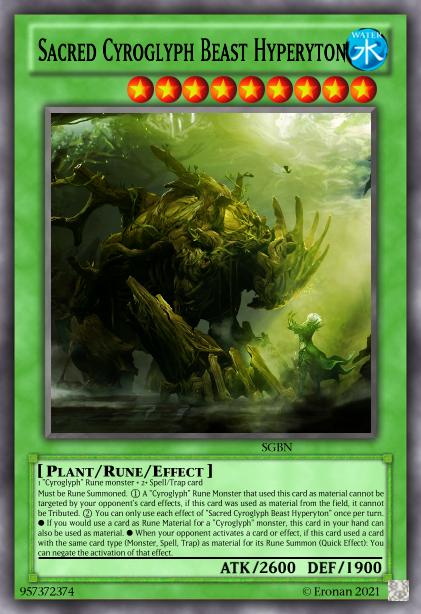 SACRED CYROGLYPH BEAST HYPERYTON
WATER
水
SGBN
[ PLANT/RUNE/EFFECT ]
1 "Cyroglyph" Rune monster + 2+ Spell/Trap card
Must be Rune Summoned. ① A "Cyroglyph" Rune Monster that used this card as material cannot be
targeted by your opponent's card effects, if this card was used as material from the field, it cannot
be Tributed. ② You can only use each effect of "Sacred Cyroglyph Beast Hyperyton" once per turn.
● If you would use a card as Rune Material for a "Cyroglyph" monster, this card in your hand can
also be used as material. ● When your opponent activates a card or effect, if this card used a card
with the same card type (Monster, Spell, Trap) as material for its Rune Summon (Quick Effect): You
can negate the activation of that effect.
ATK/2600 DEF/1900
957372374
© Eronan 2021